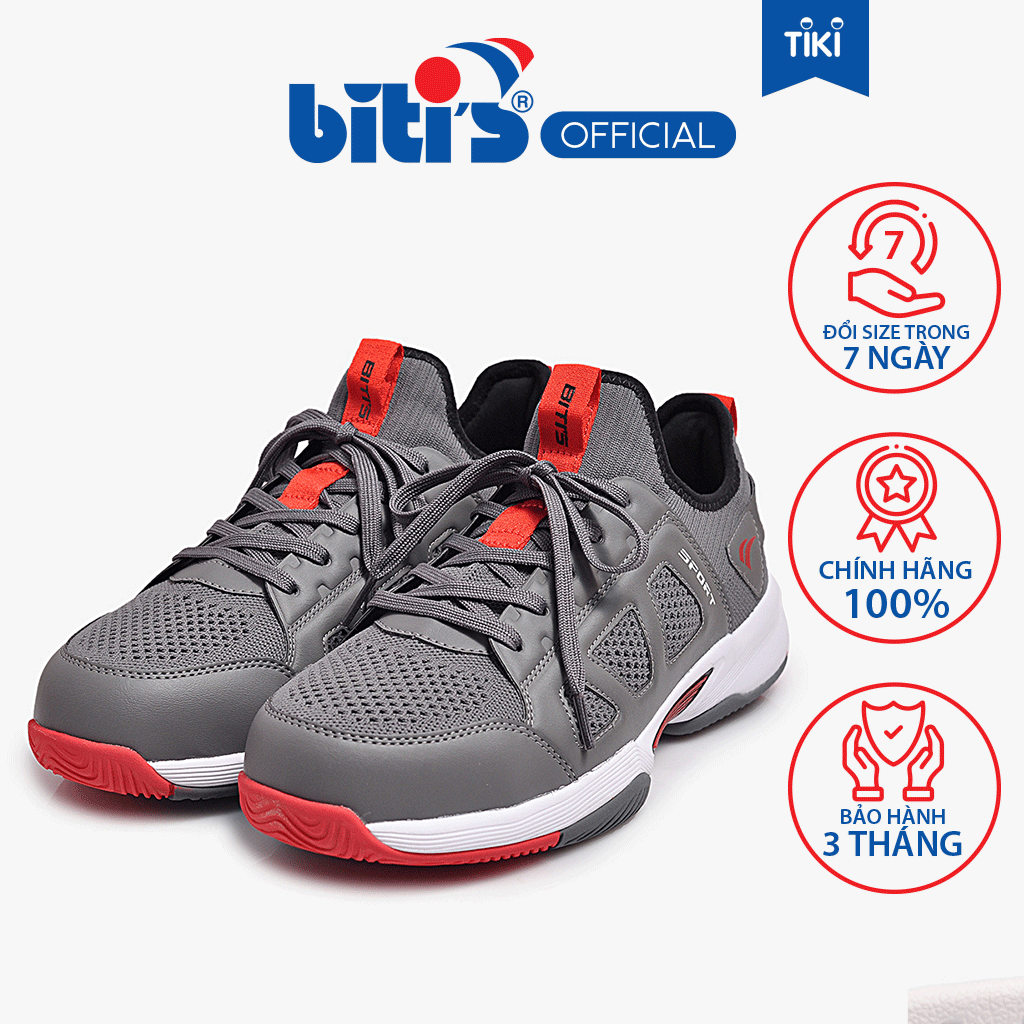 TIKI
biti's®
OFFICIAL
7
ĐỔI SIZE TRONG
7 NGÀY
CHÍNH HÃNG
100%
BẢO HÀNH
3 THÁNG
BITI'S
BITI'S
SPORT